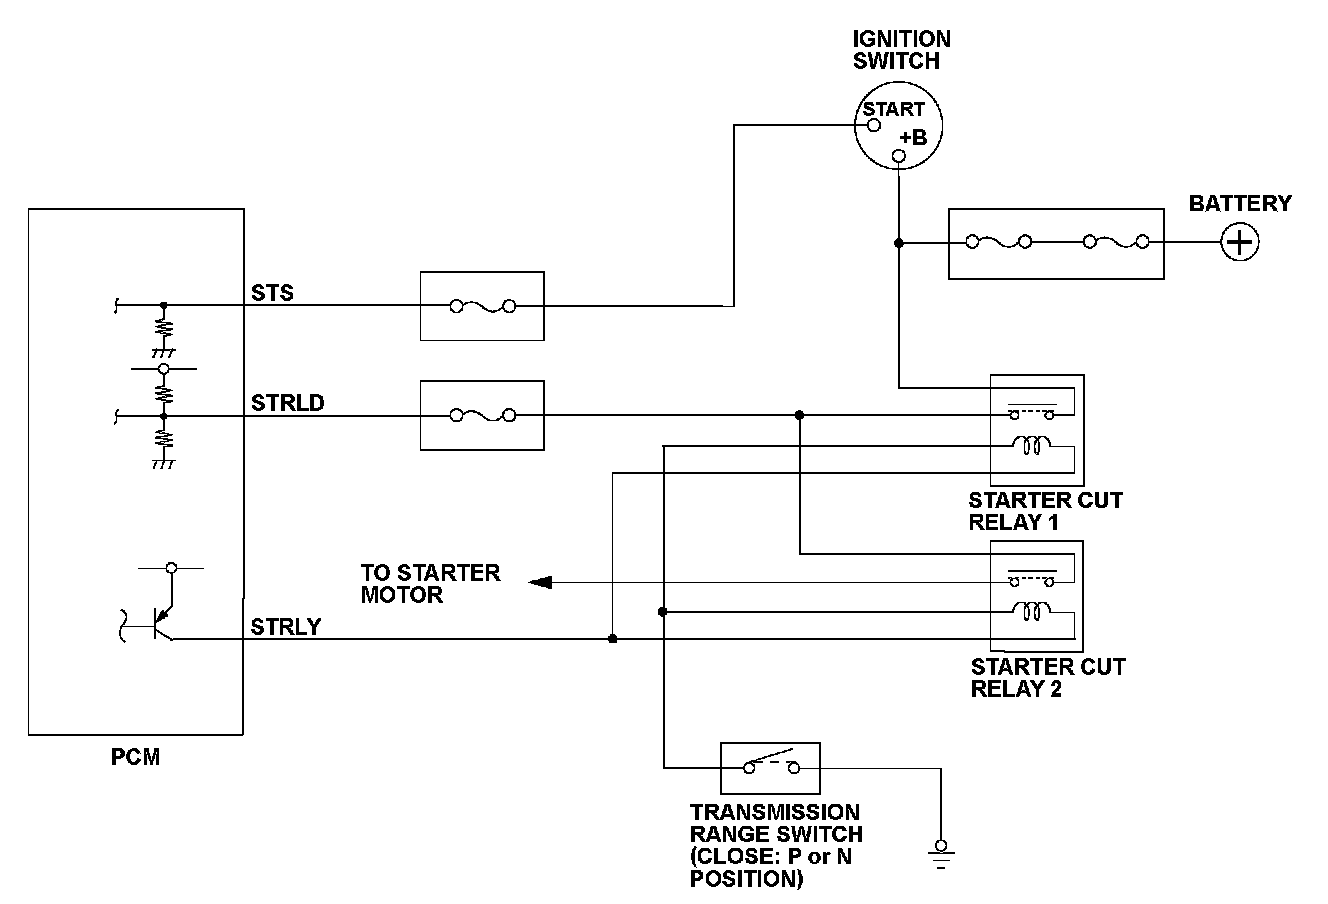 IGNITION
SWITCH
START
+B
BATTERY
STS
STRLD
STARTER CUT
RELAY 1
TO STARTER
MOTOR
STRLY
STARTER CUT
RELAY 2
PCM
TRANSMISSION
RANGE SWITCH
(CLOSE: P or N
POSITION)